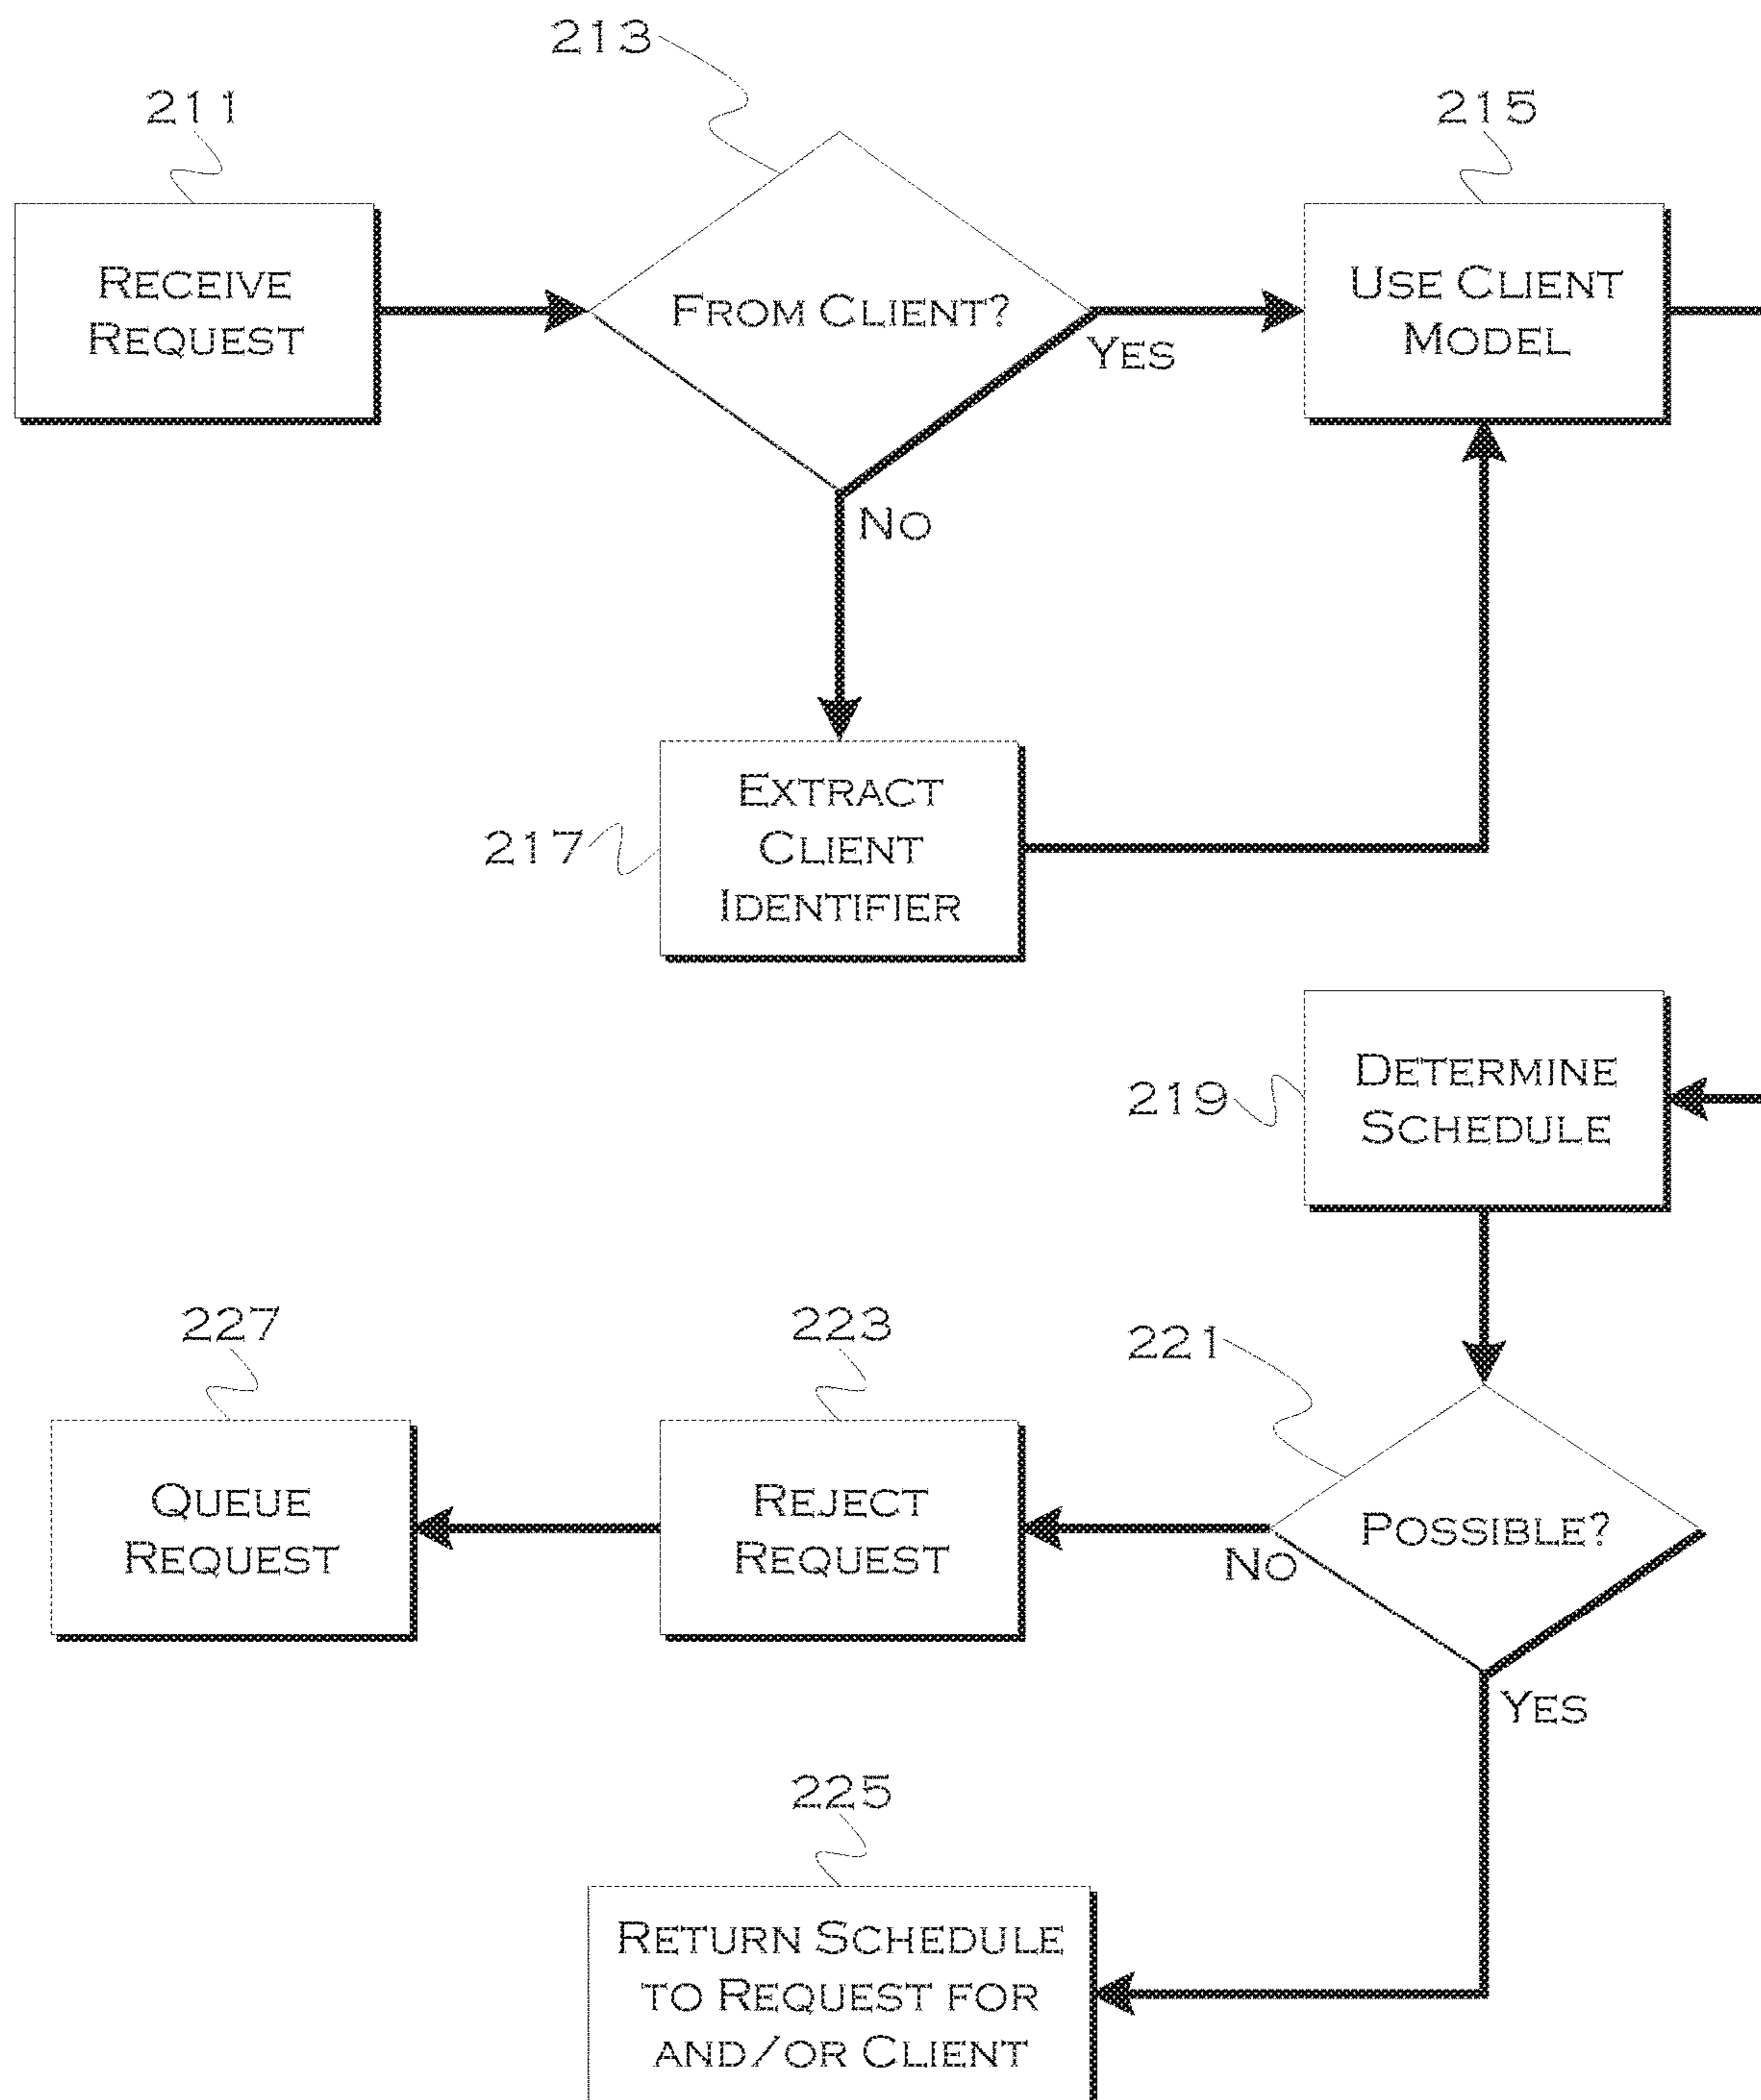 213
211
215
RECEIVE
REQUEST
FROM CLIENT?
USE CLIENT
MODEL
YES
NO
EXTRACT
CLIENT
IDENTIFIER
217
DETERMINE
SCHEDULE
219
227
223
221
QUEUE
REQUEST
REJECT
REQUEST
POSSIBLE?
NO
YES
225
RETURN SCHEDULE
TO REQUEST FOR
AND/OR CLIENT